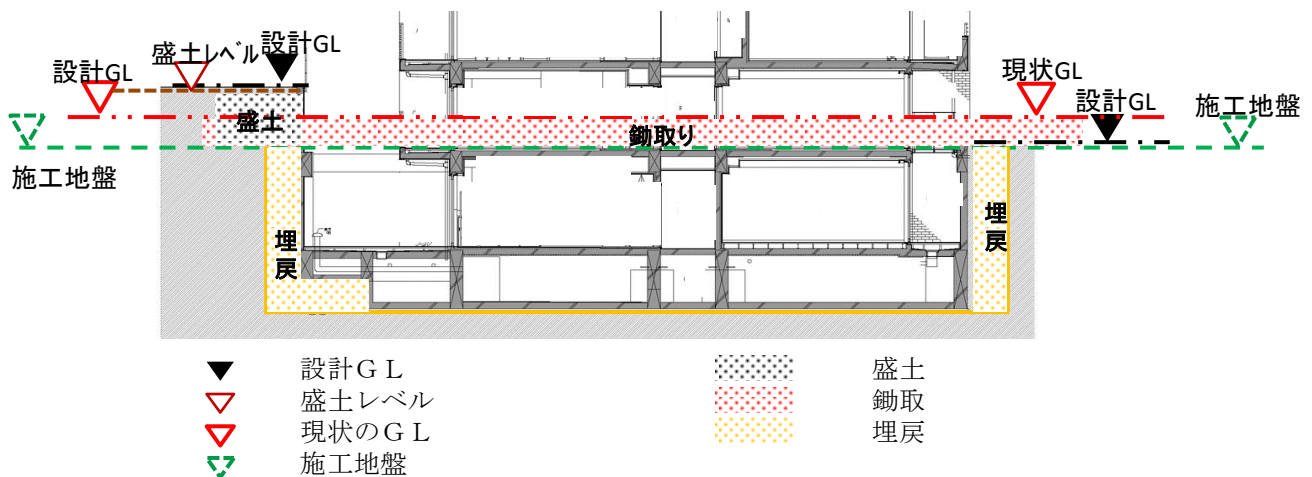 設計GL
盛土レベル
設計GL
現状GL
設計GL
施工地盤
盛土
鋤取り
施工地盤
埋戻
埋戻
設計ＧＬ
盛土レベル
現状のＧＬ
施工地盤
盛土
鋤取
埋戻